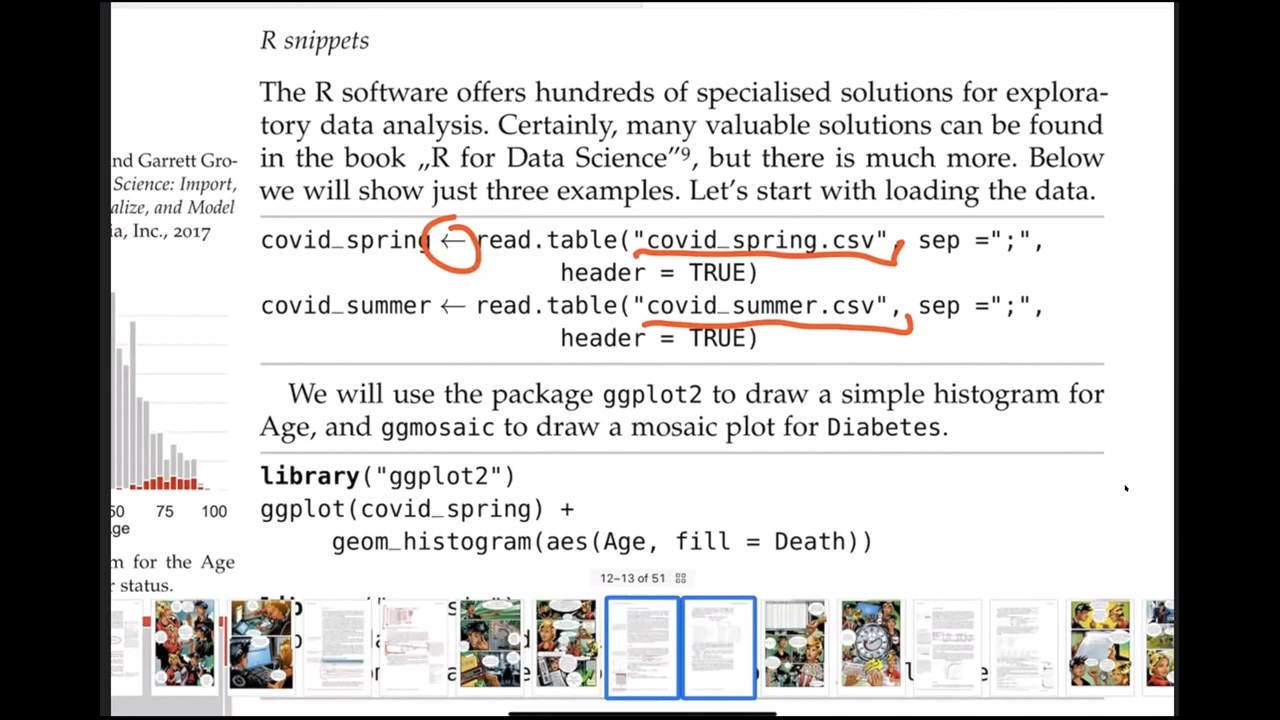 R snippets
The R software offers hundreds of specialised solutions for explora-
tory data analysis. Certainly, many valuable solutions can be found
in the book „R for Data Science”⁹, but there is much more. Below
we will show just three examples. Let's start with loading the data.
nd Garrett Gro-
Science: Import,
alize, and Model
ia, Inc., 2017
covid_spring ← read.table("covid_spring.csv", sep =";",
header = TRUE)
covid_summer ← read.table("covid_summer.csv", sep =";",
header = TRUE)
We will use the package ggplot2 to draw a simple histogram for
Age, and ggmosaic to draw a mosaic plot for Diabetes.
library("ggplot2")
ggplot(covid_spring) +
geom_histogram(aes(Age, fill = Death))
50 75 100
ge
m for the Age
status.
12–13 of 51